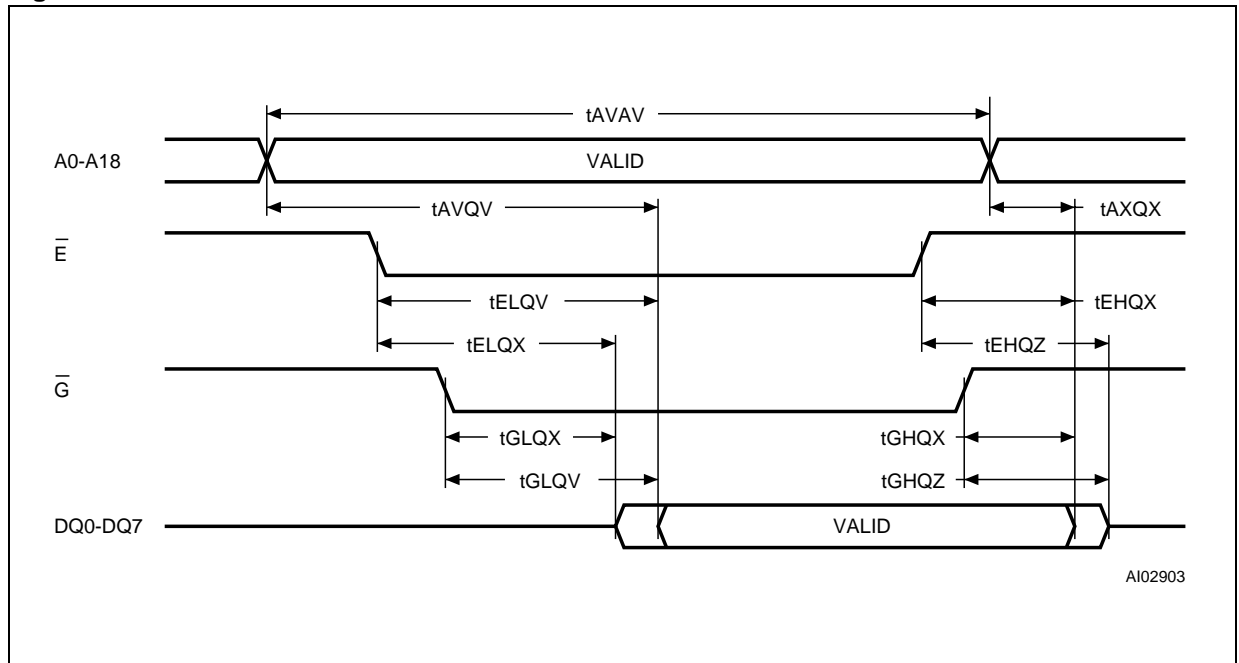 tAVAV
A0-A18 VALID
tAVQV tAXQX
E
tELQV tEHQX
tELQX tEHQZ
G
tGLQX tGHQX
tGLQV tGHQZ
DQ0-DQ7 VALID
AI02903